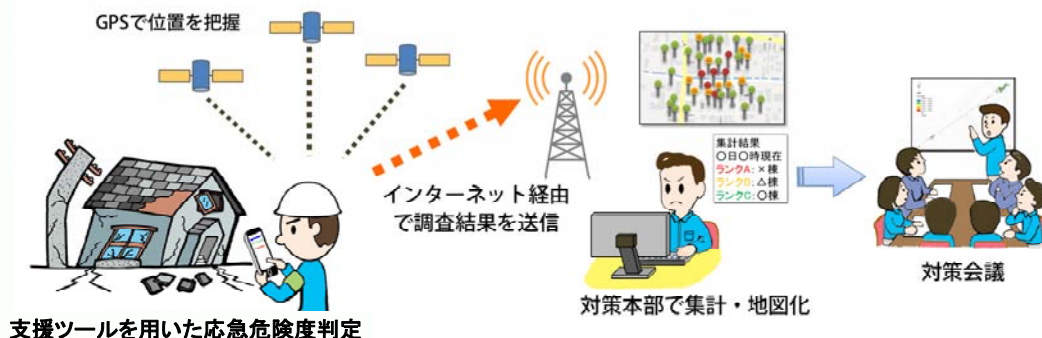 GPSで位置を把握
インターネット経由
で調査結果を送信
集計結果
〇日〇時現在
ランクA:×棟
ランクB:△棟
ランクC:〇棟
対策本部で集計・地図化
対策会議
支援ツールを用いた応急危険度判定